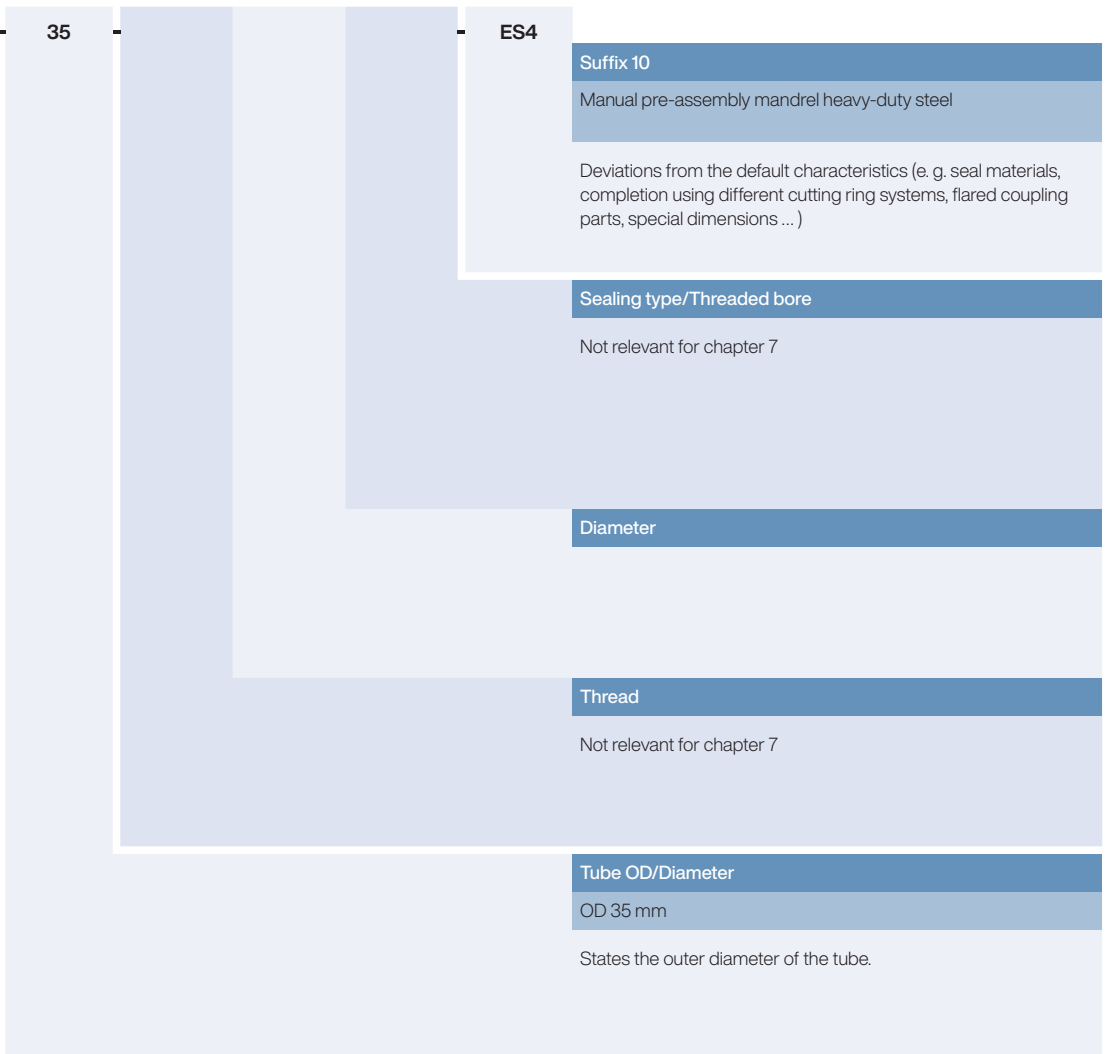 - 35 - - ES4
Suffix 10
Manual pre-assembly mandrel heavy-duty steel
Deviations from the default characteristics (e. g. seal materials,
completion using different cutting ring systems, flared coupling
parts, special dimensions ... )
Sealing type/Threaded bore
Not relevant for chapter 7
Diameter
Thread
Not relevant for chapter 7
Tube OD/Diameter
OD 35 mm
States the outer diameter of the tube.